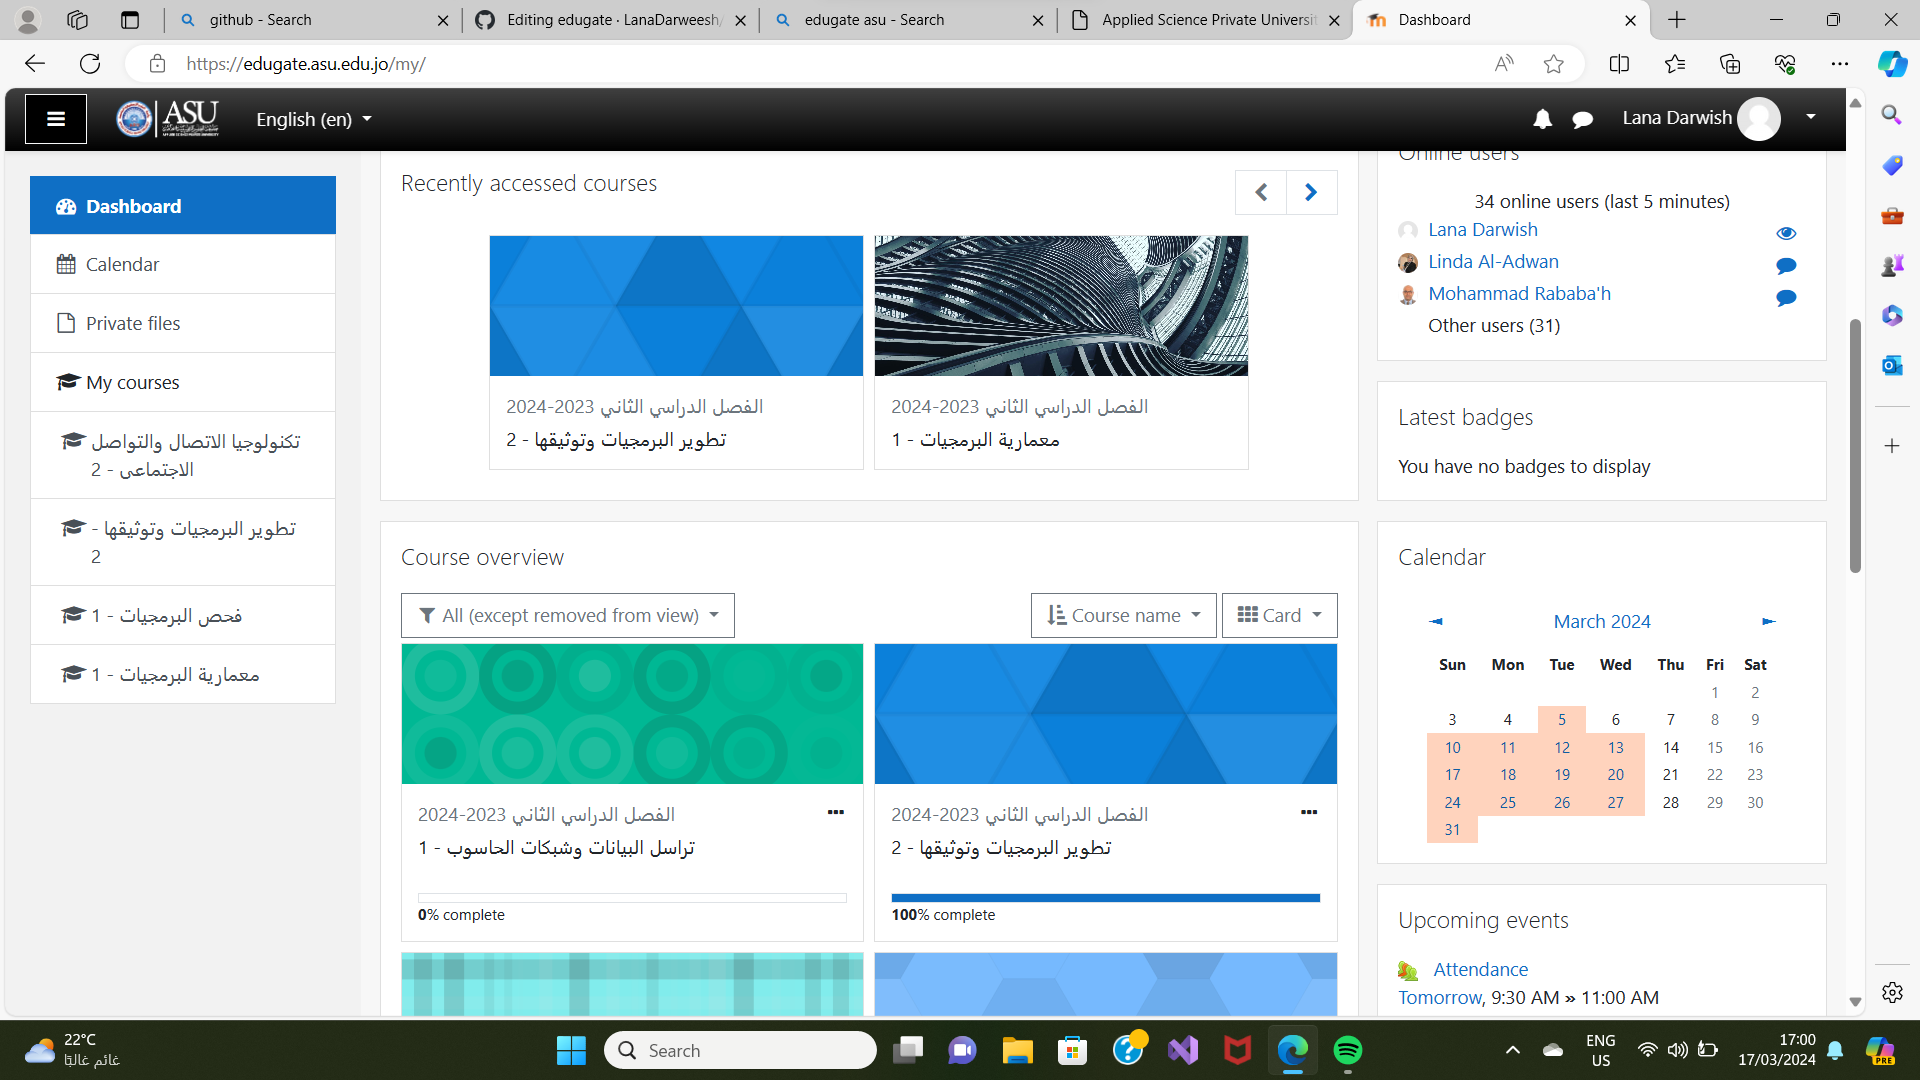 github - Search
Editing edugate · LanaDarweesh/
edugate asu - Search
Applied Science Private Universit
Dashboard
https://edugate.asu.edu.jo/my/
ASU
English (en)
Lana Darwish
Dashboard
Calendar
Private files
My courses
تكنولوجيا الاتصال والتواصل
الاجتماعي - 2
تطوير البرمجيات وتوثيقها -
2
فحص البرمجيات - 1
معمارية البرمجيات - 1
Recently accessed courses
الفصل الدراسي الثاني 2023-2024
تطوير البرمجيات وتوثيقها - 2
الفصل الدراسي الثاني 2023-2024
معمارية البرمجيات - 1
Course overview
All (except removed from view)
Course name
Card
الفصل الدراسي الثاني 2023-2024
تراسل البيانات وشبكات الحاسوب - 1
0% complete
الفصل الدراسي الثاني 2023-2024
تطوير البرمجيات وتوثيقها - 2
100% complete
Online users
34 online users (last 5 minutes)
Lana Darwish
Linda Al-Adwan
Mohammad Rababa'h
Other users (31)
Latest badges
You have no badges to display
Calendar
◄ March 2024 ►
Sun Mon Tue Wed Thu Fri Sat
1 2
3 4 5 6 7 8 9
10 11 12 13 14 15 16
17 18 19 20 21 22 23
24 25 26 27 28 29 30
31
Upcoming events
Attendance
Tomorrow, 9:30 AM » 11:00 AM
22°C
غائم غالبًا
Search
ENG
US
17:00
17/03/2024
PRE